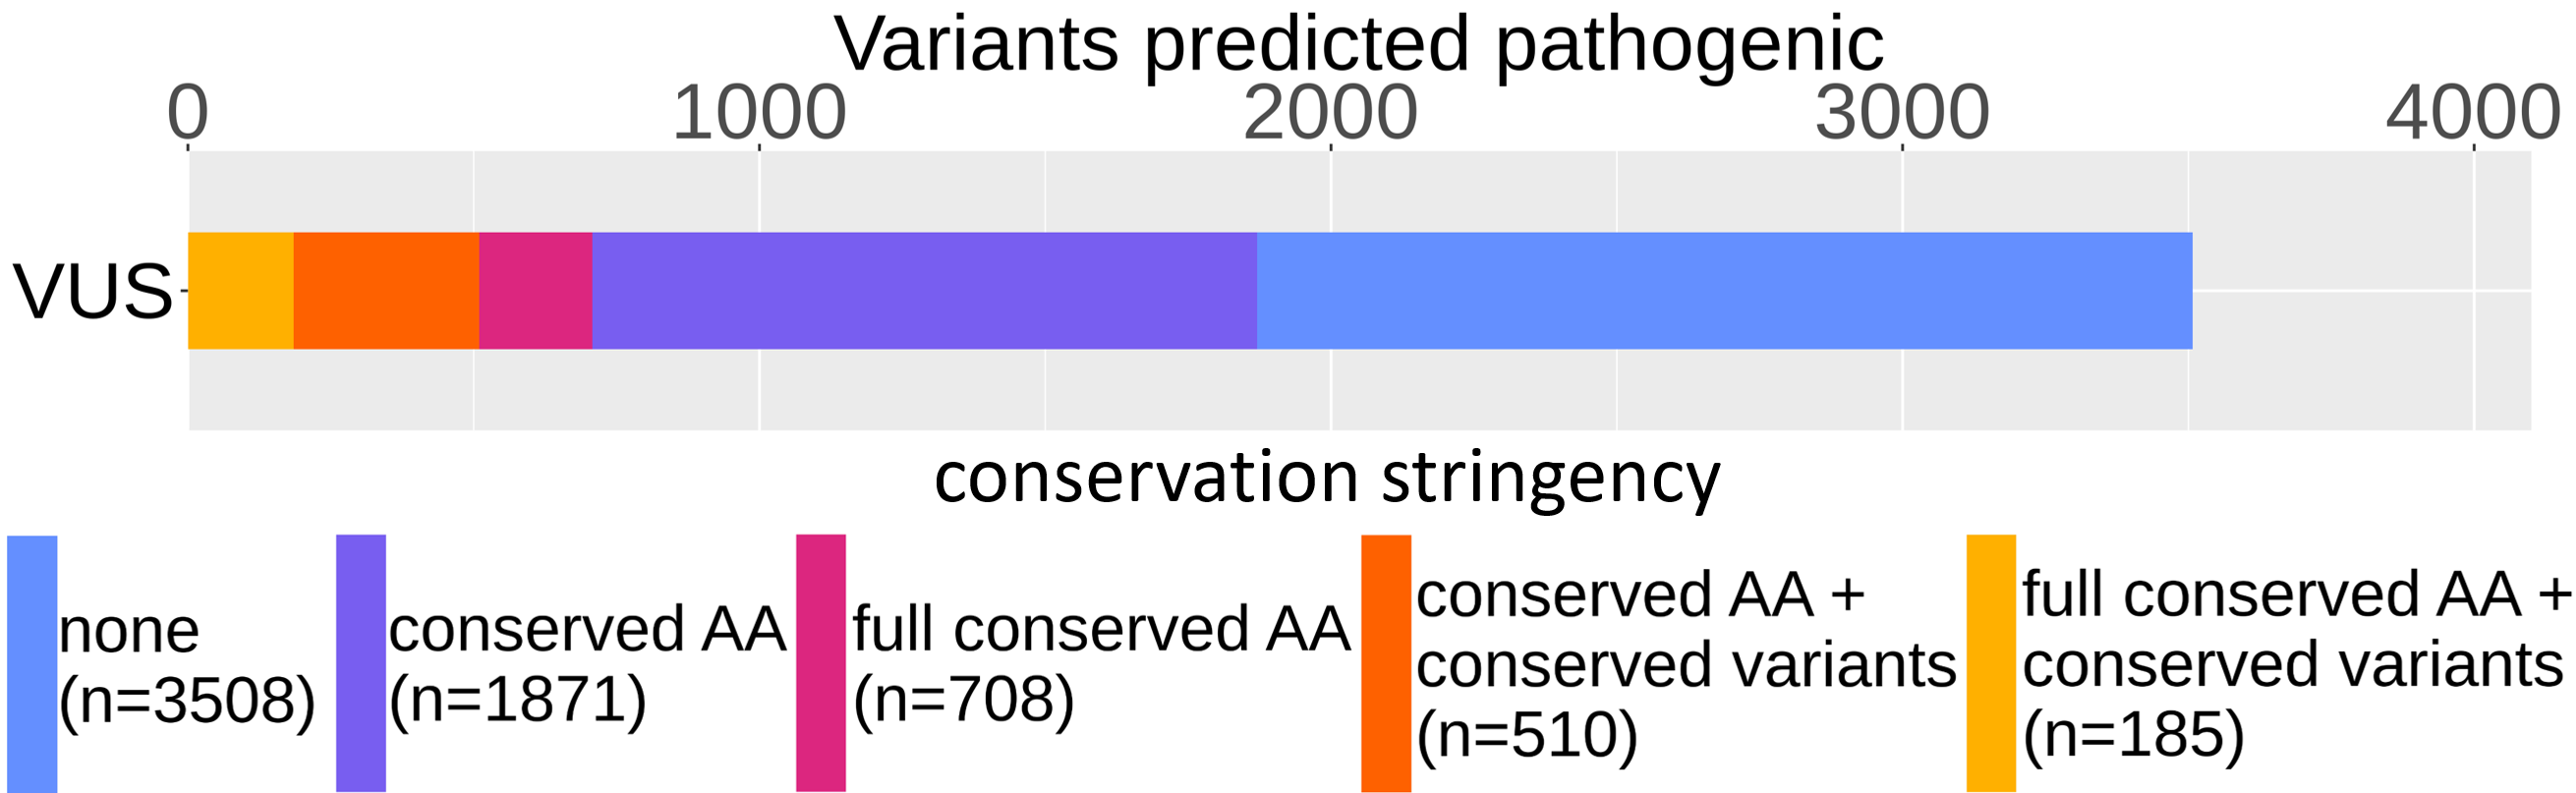 Variants predicted pathogenic
0 1000 2000 3000 4000
VUS
conservation stringency
none
(n=3508)
conserved AA
(n=1871)
full conserved AA
(n=708)
conserved AA +
conserved variants
(n=510)
full conserved AA +
conserved variants
(n=185)